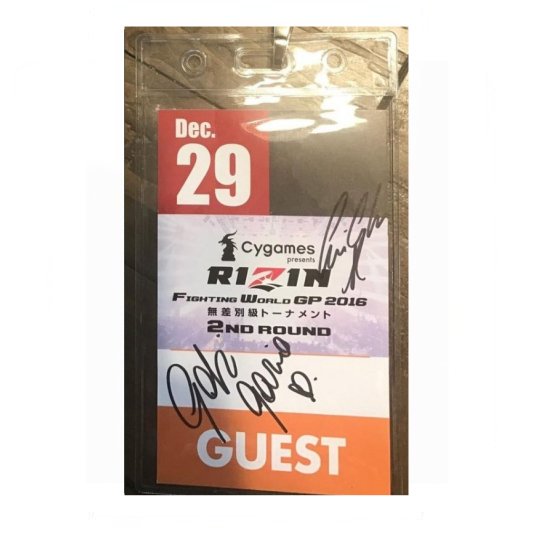 Dec.
29
Cygames
presents
RIZIN
FIGHTING WORLD GP 2016
無差別級トーナメント
2ND ROUND
GUEST